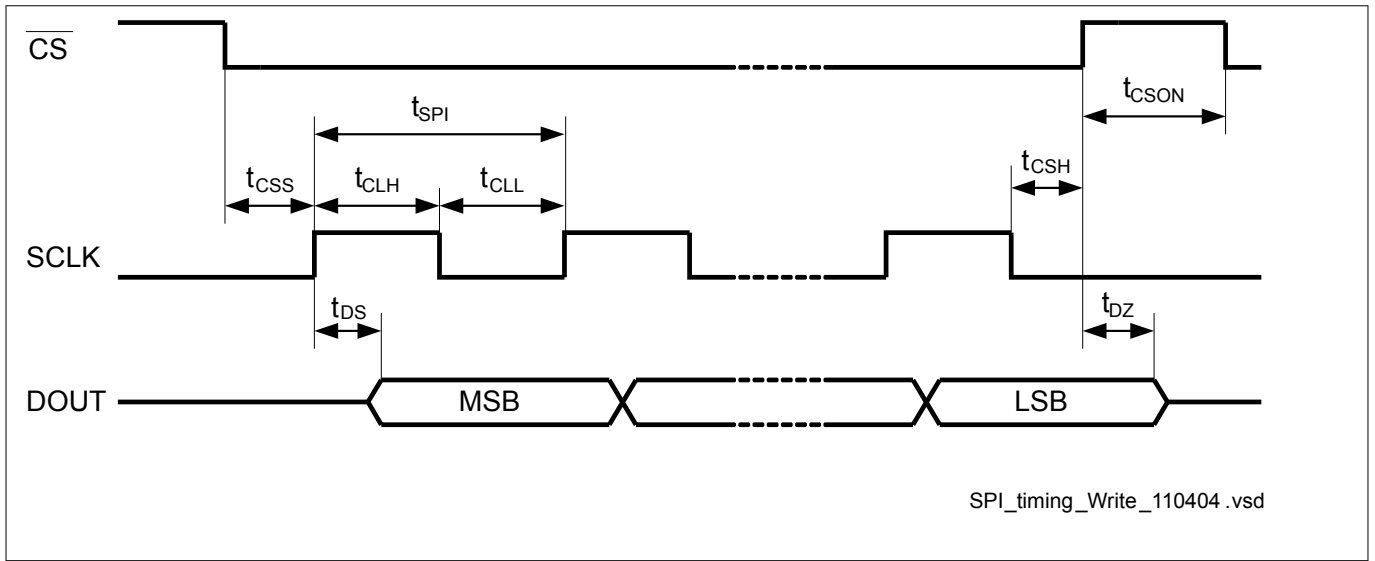 CS
tCSON
tSPI
tCSH
tCSS tCLH tCLL
SCLK
tDS tDZ
DOUT MSB LSB
SPI_timing_Write_110404.vsd